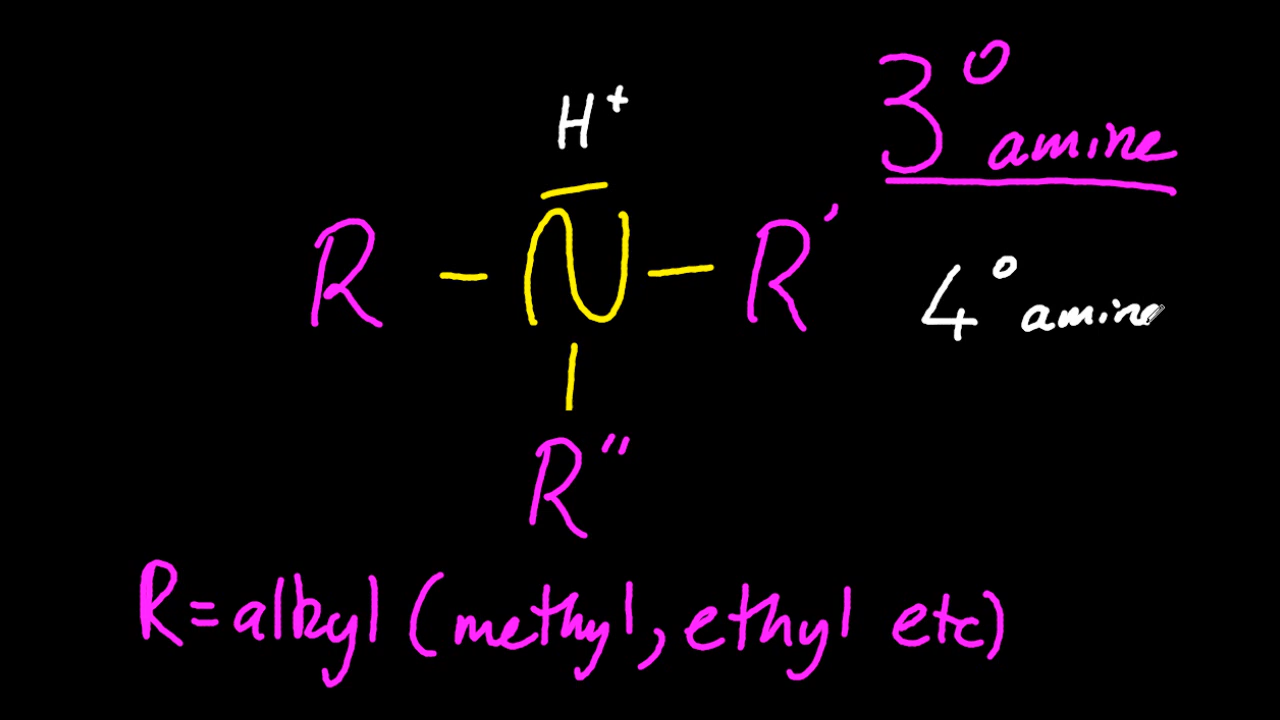 3° amine
H⁺
R – N – R'
4° amine
R''
R = alkyl (methyl, ethyl etc)